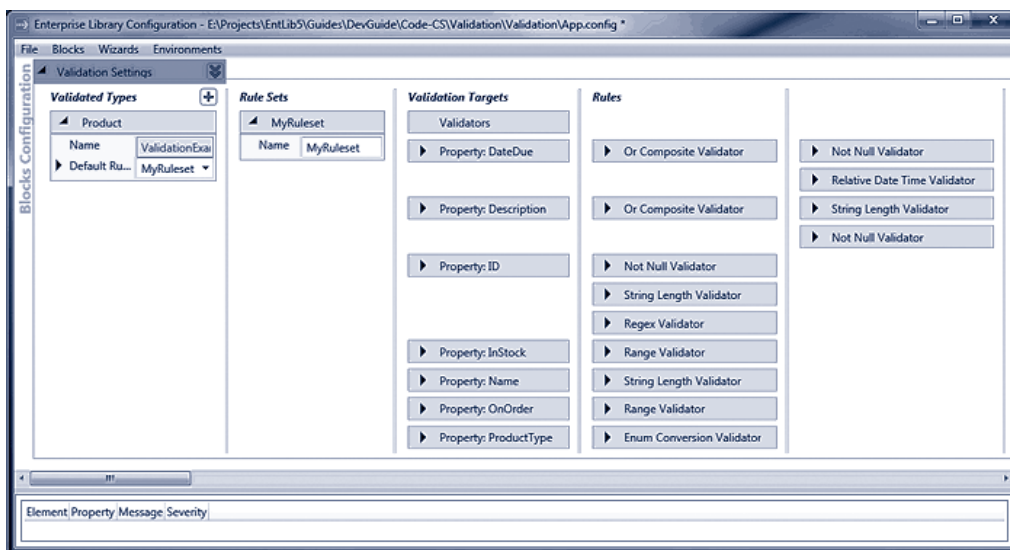 Enterprise Library Configuration - E:\Projects\EntLib5\Guides\DevGuide\Code-CS\Validation\Validation\App.config *
File Blocks Wizards Environments
Blocks Configuration
Validation Settings
Validated Types
Rule Sets
Validation Targets
Rules
Product
MyRuleset
Validators
Name ValidationExa
Name MyRuleset
Property: DateDue
Or Composite Validator
Not Null Validator
Default Ru... MyRuleset
Relative Date Time Validator
Property: Description
Or Composite Validator
String Length Validator
Not Null Validator
Property: ID
Not Null Validator
String Length Validator
Regex Validator
Property: InStock
Range Validator
Property: Name
String Length Validator
Property: OnOrder
Range Validator
Property: ProductType
Enum Conversion Validator
Element Property Message Severity